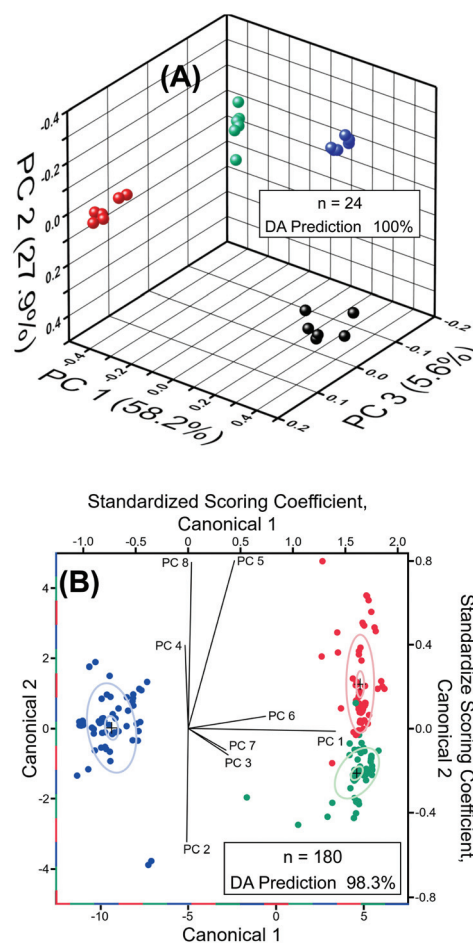 (A)
-0.4
-0.2
0.0
0.2
0.4
PC 2 (27.9%)
n = 24
DA Prediction 100%
-0.4
-0.2
0.0
0.2
0.4
PC 1 (58.2%)
-0.2
-0.1
0.0
0.1
0.2
PC 3 (5.6%)
Standardized Scoring Coefficient,
Canonical 1
-1.0 0.0 1.0 2.0
(B)
PC 8 PC 5
PC 4
PC 6
PC 1
PC 7
PC 3
PC 2
4
2
0
-2
-4
Canonical 2
0.8
0.4
0.0
-0.4
-0.8
Standardize Scoring Coefficient,
Canonical 2
n = 180
DA Prediction 98.3%
-10 -5 0 5
Canonical 1